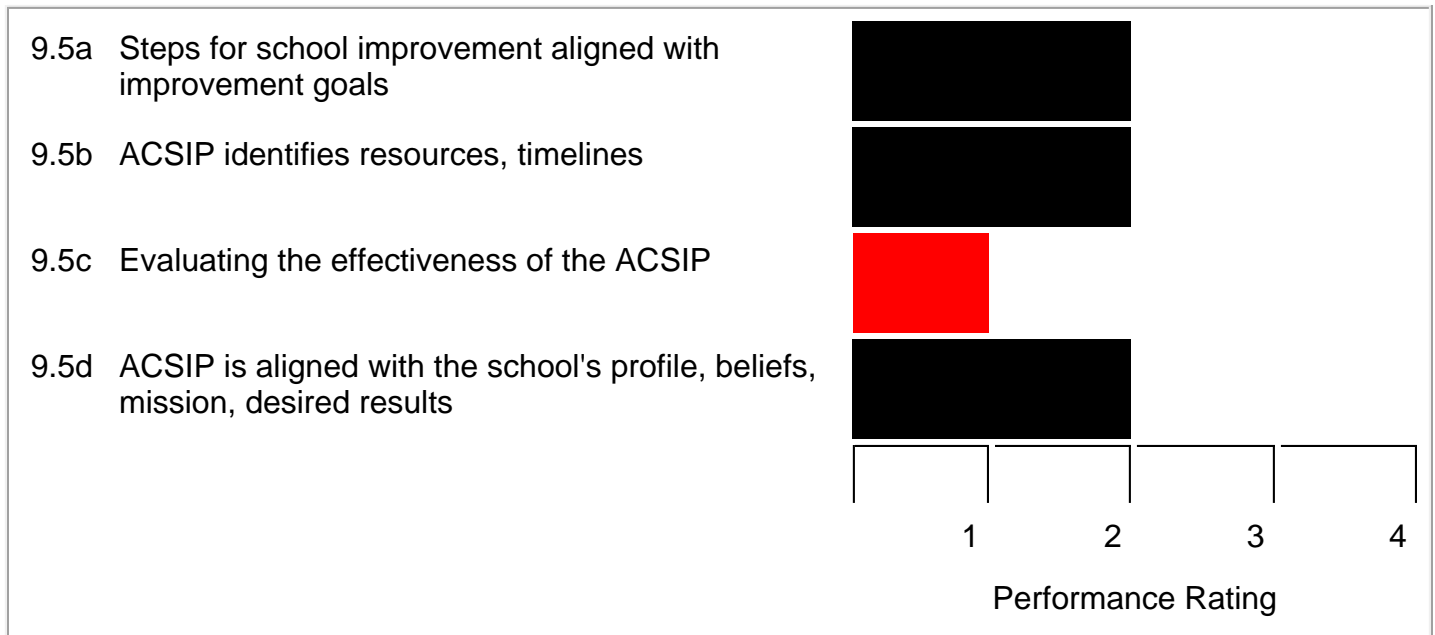 9.5a Steps for school improvement aligned with
improvement goals
9.5b ACSIP identifies resources, timelines
9.5c Evaluating the effectiveness of the ACSIP
9.5d ACSIP is aligned with the school's profile, beliefs,
mission, desired results
1 2 3 4
Performance Rating